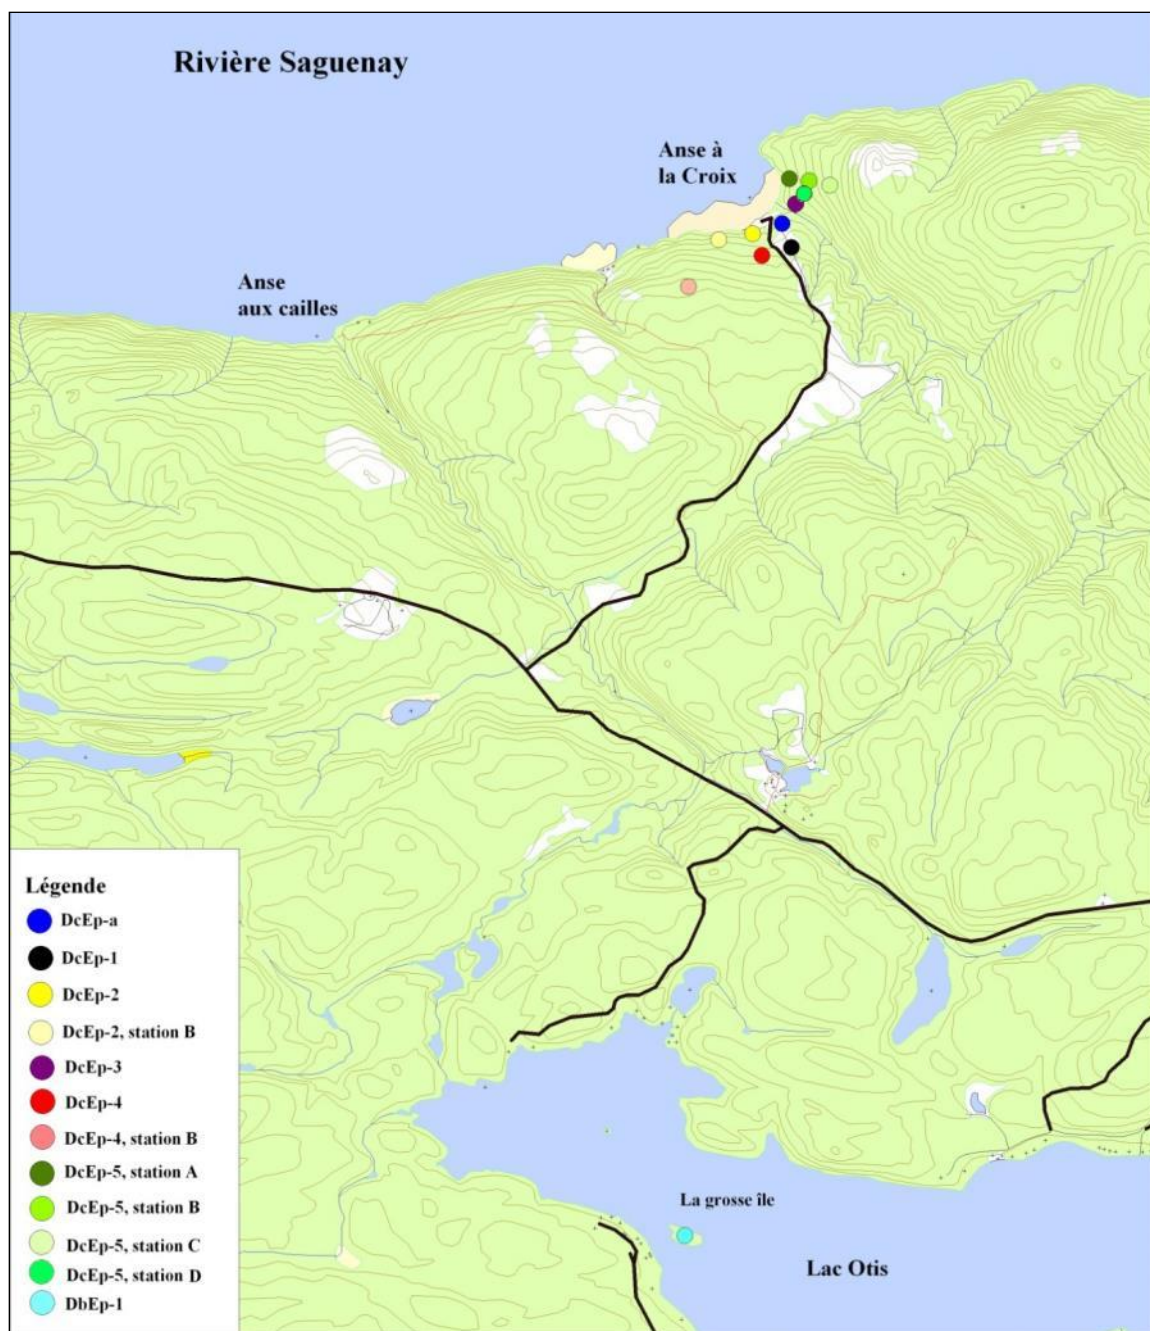 Rivière Saguenay
Anse à
la Croix
Anse
aux cailles
Légende
DcEp-a
DcEp-1
DcEp-2
DcEp-2, station B
DcEp-3
DcEp-4
DcEp-4, station B
DcEp-5, station A
DcEp-5, station B
DcEp-5, station C
DcEp-5, station D
DbEp-1
La grosse île
Lac Otis